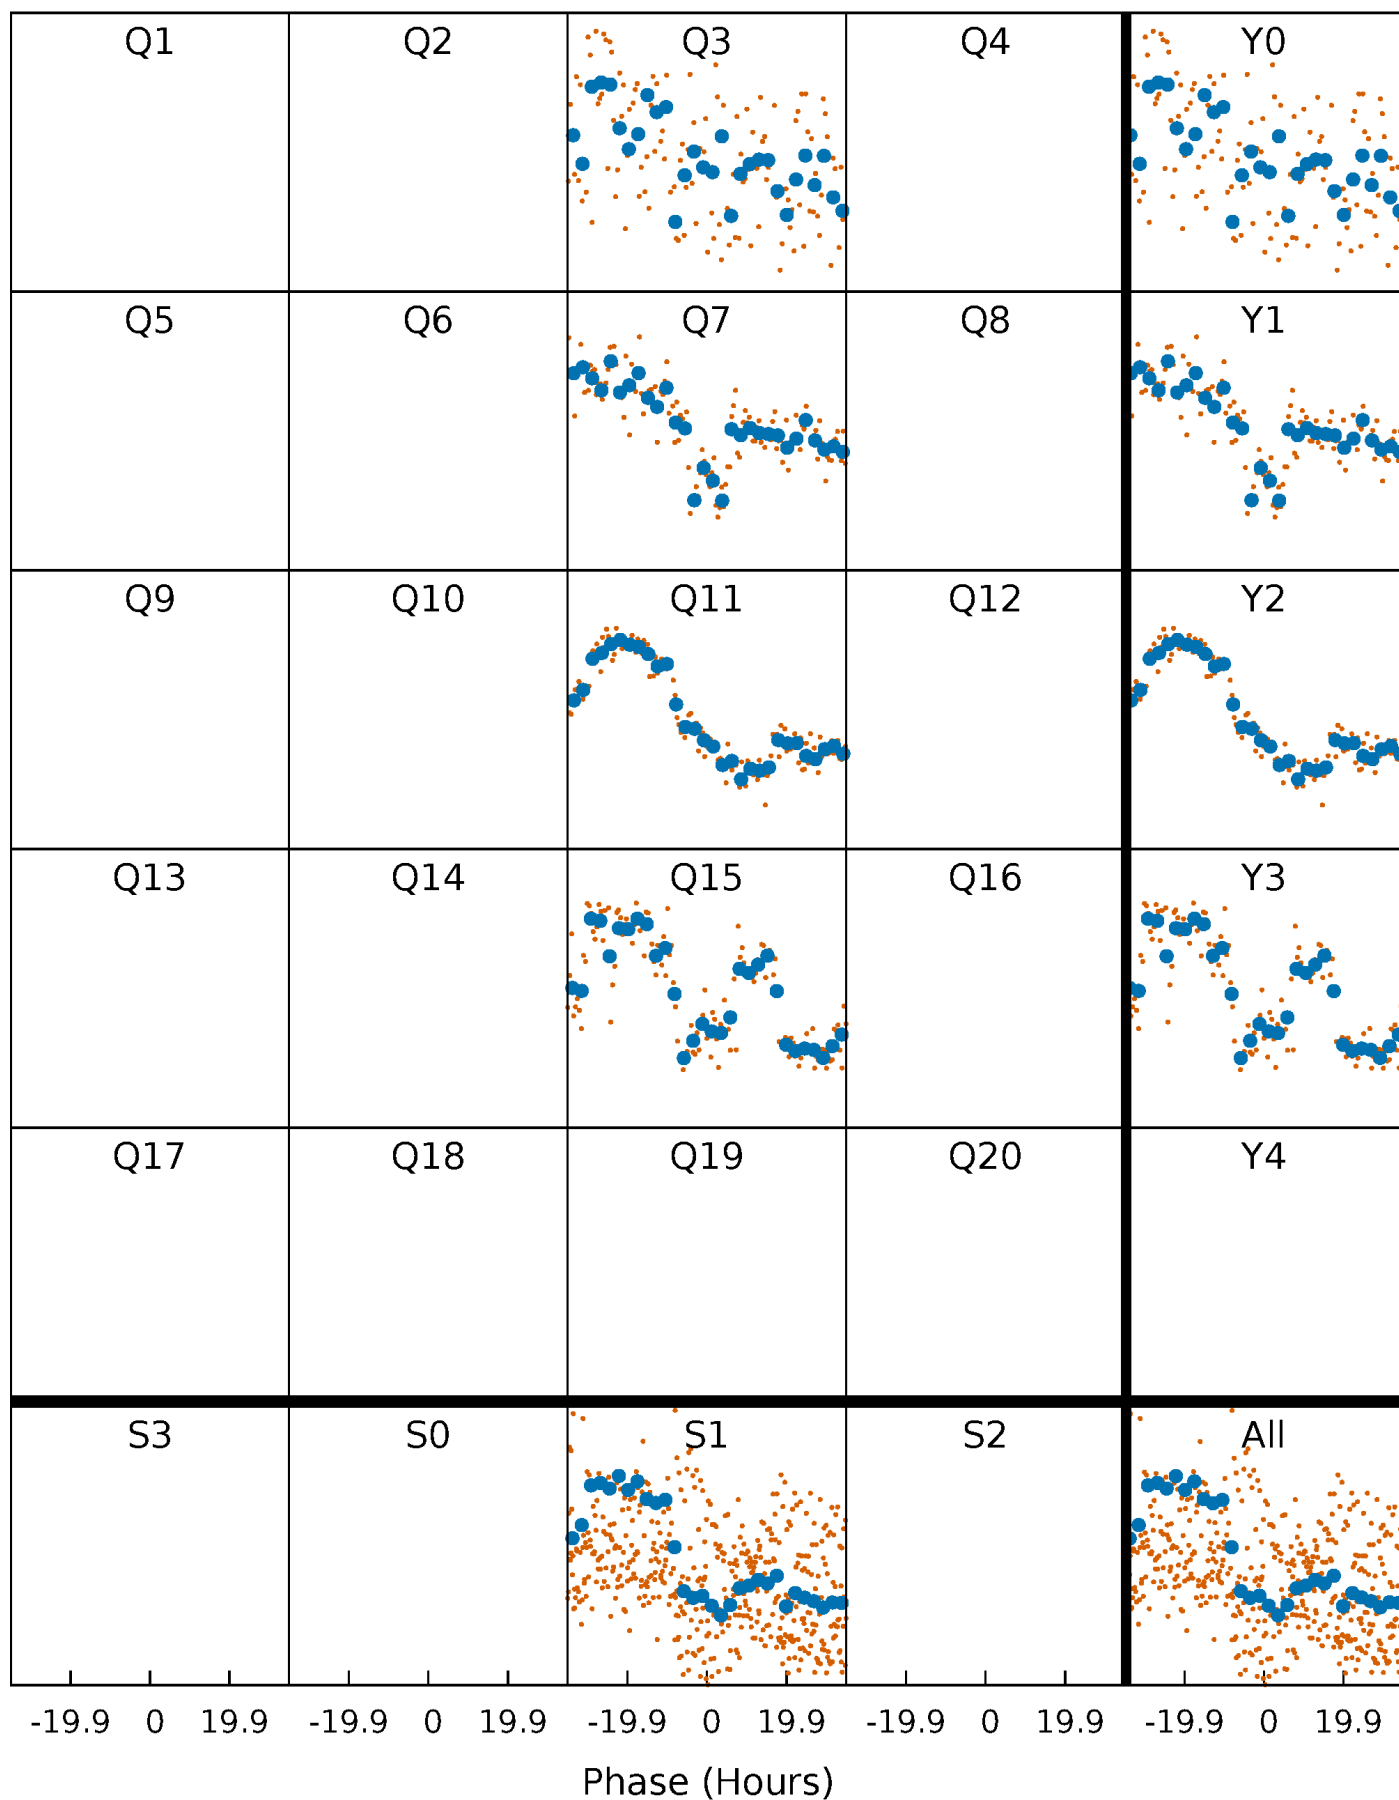 Q1 Q2 Q3 Q4 Y0
Q5 Q6 Q7 Q8 Y1
Q9 Q10 Q11 Q12 Y2
Q13 Q14 Q15 Q16 Y3
Q17 Q18 Q19 Q20 Y4
S3 S0 S1 S2 All
-19.9 0 19.9 -19.9 0 19.9 -19.9 0 19.9 -19.9 0 19.9 -19.9 0 19.9
Phase (Hours)